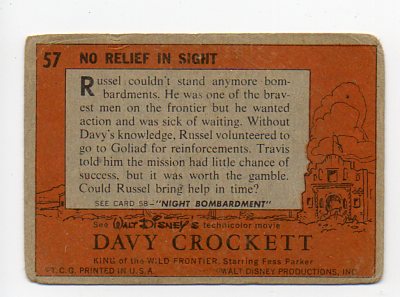 57 NO RELIEF IN SIGHT
Russel couldn't stand anymore bom-
bardments. He was one of the brav-
est men on the frontier but he wanted
action and was sick of waiting. Without
Davy's knowledge, Russel volunteered to
go to Goliad for reinforcements. Travis
told him the mission had little chance of
success, but it was worth the gamble.
Could Russel bring help in time?
SEE CARD 58-"NIGHT BOMBARDMENT"
See WALT DISNEY'S technicolor movie
DAVY CROCKETT
KING of the WILD FRONTIER, Starring Fess Parker
T.C.G. PRINTED IN U.S.A. ©WALT DISNEY PRODUCTIONS, INC.